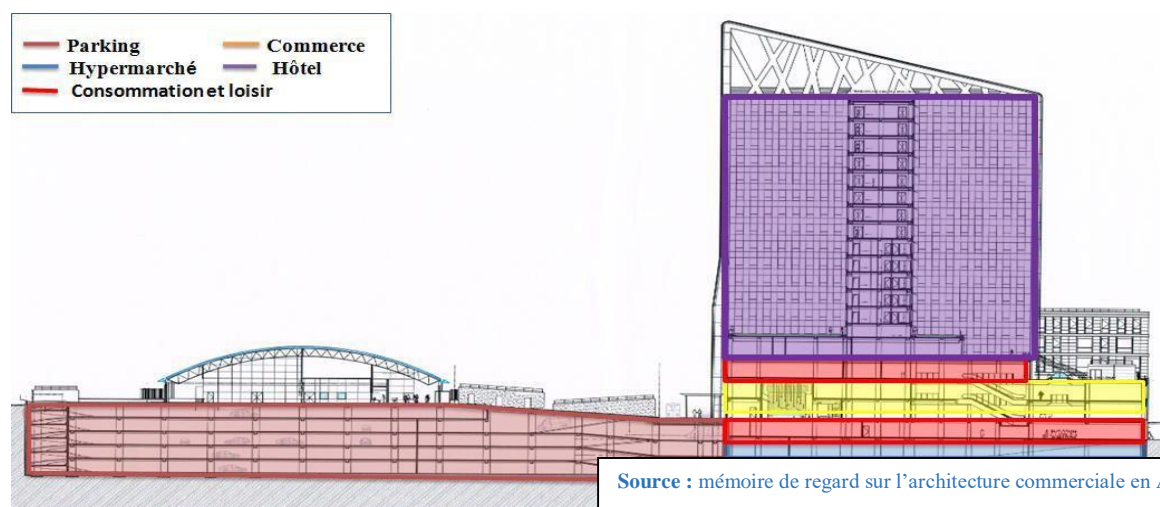 Parking Commerce
Hypermarché Hôtel
Consommation et loisir
Source : mémoire de regard sur l’architecture commerciale en